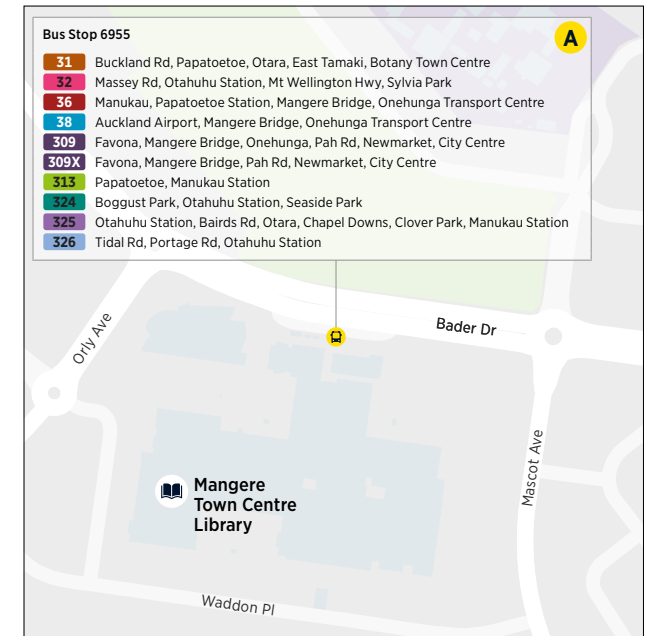 Bus Stop 6955
A
31 Buckland Rd, Papatoetoe, Otara, East Tamaki, Botany Town Centre
32 Massey Rd, Otahuhu Station, Mt Wellington Hwy, Sylvia Park
36 Manukau, Papatoetoe Station, Mangere Bridge, Onehunga Transport Centre
38 Auckland Airport, Mangere Bridge, Onehunga Transport Centre
309 Favona, Mangere Bridge, Onehunga, Pah Rd, Newmarket, City Centre
309X Favona, Mangere Bridge, Pah Rd, Newmarket, City Centre
313 Papatoetoe, Manukau Station
324 Boggust Park, Otahuhu Station, Seaside Park
325 Otahuhu Station, Bairds Rd, Otara, Chapel Downs, Clover Park, Manukau Station
326 Tidal Rd, Portage Rd, Otahuhu Station
Orly Ave
Bader Dr
Mascot Ave
Mangere
Town Centre
Library
Waddon Pl